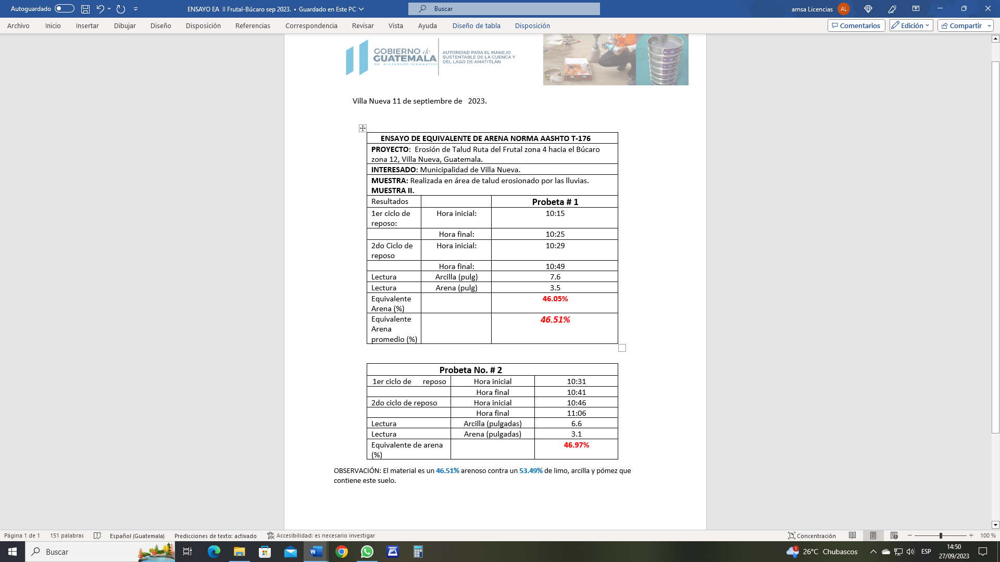 Autoguardado
ENSAYO EA II Frutal-Búcaro sep 2023. • Guardado en Este PC
Buscar
amsa Licencias AL
Archivo Inicio Insertar Dibujar Diseño Disposición Referencias Correspondencia Revisar Vista Ayuda Diseño de tabla Disposición
Comentarios Edición Compartir
GOBIERNO de
GUATEMALA
DR. ALEJANDRO GIAMMATTEI
AUTORIDAD PARA EL MANEJO
SUSTENTABLE DE LA CUENCA Y
DEL LAGO DE AMATITLÁN
Villa Nueva 11 de septiembre de 2023.
ENSAYO DE EQUIVALENTE DE ARENA NORMA AASHTO T-176
PROYECTO: Erosión de Talud Ruta del Frutal zona 4 hacia el Búcaro
zona 12, Villa Nueva, Guatemala.
INTERESADO: Municipalidad de Villa Nueva.
MUESTRA: Realizada en área de talud erosionado por las lluvias.
MUESTRA II.
Resultados Probeta # 1
1er ciclo de
reposo:
Hora inicial: 10:15
Hora final: 10:25
2do Ciclo de
reposo
Hora inicial: 10:29
Hora final: 10:49
Lectura Arcilla (pulg) 7.6
Lectura Arena (pulg) 3.5
Equivalente
Arena (%)
46.05%
Equivalente
Arena
promedio (%)
46.51%
Probeta No. # 2
1er ciclo de reposo Hora inicial 10:31
Hora final 10:41
2do ciclo de reposo Hora inicial 10:46
Hora final 11:06
Lectura Arcilla (pulgadas) 6.6
Lectura Arena (pulgadas) 3.1
Equivalente de arena
(%)
46.97%
OBSERVACIÓN: El material es un 46.51% arenoso contra un 53.49% de limo, arcilla y pómez que
contiene este suelo.
Página 1 de 1 151 palabras Español (Guatemala) Predicciones de texto: activado Accesibilidad: es necesario investigar
Concentración 100 %
Buscar
1 26°C Chubascos ESP
14:50
27/09/2023